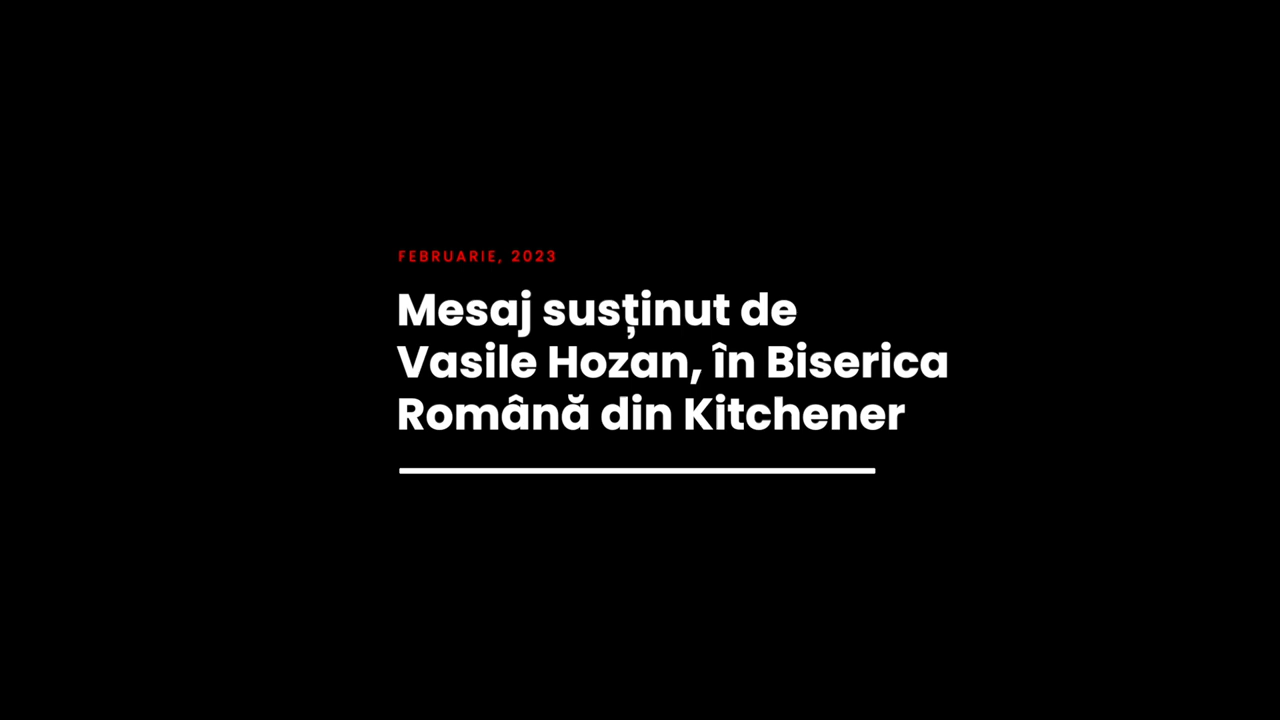 FEBRUARIE, 2023
Mesaj susținut de
Vasile Hozan, în Biserica
Română din Kitchener